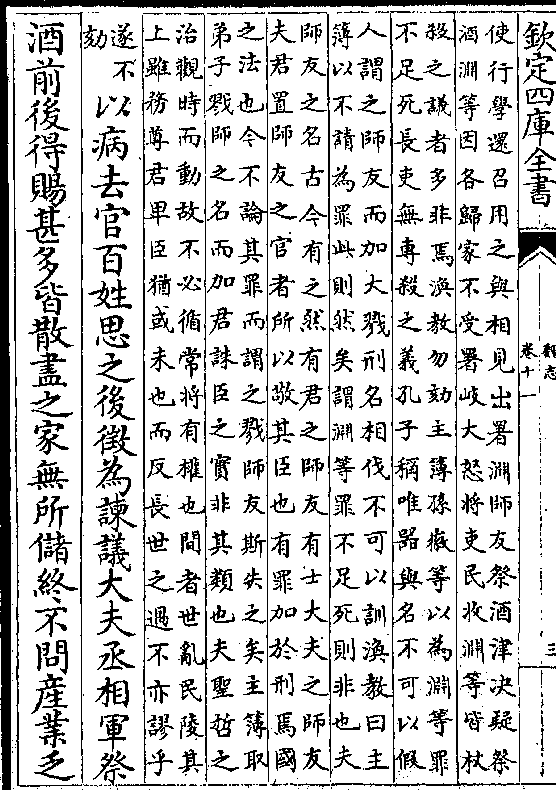 欽定四庫全書
魏志
卷十一
三
使行學還召用之與相見出署淵師友祭酒津決疑祭
酒淵等因各歸家不受署岐大怒將吏民收淵等皆杖
殺之議者多非焉渙教勿劾主簿孫徽等以為淵等罪
不足死長吏無專殺之義孔子稱唯器與名不可以假
人謂之師友而加大戮刑名相伐不可以訓渙教曰主
簿以不請為罪此則然矣謂淵等罪不足死則非也夫
師友之名古今有之然有君之師友有士大夫之師友
夫君置師友之官者所以敬其臣也有罪加於刑焉國
之法也今不論其罪而謂之戮師友斯失之矣主簿取
弟子戮師之名而加君誅臣之實非其類也夫聖哲之
治觀時而動故不必循常將有權也間者世亂民陵其
上雖務尊君卑臣猶或未也而反長世之過不亦謬乎
遂不
劾
以病去官百姓思之後徵為諫議大夫丞相軍祭
酒前後得賜甚多皆散盡之家無所儲終不問産業乏